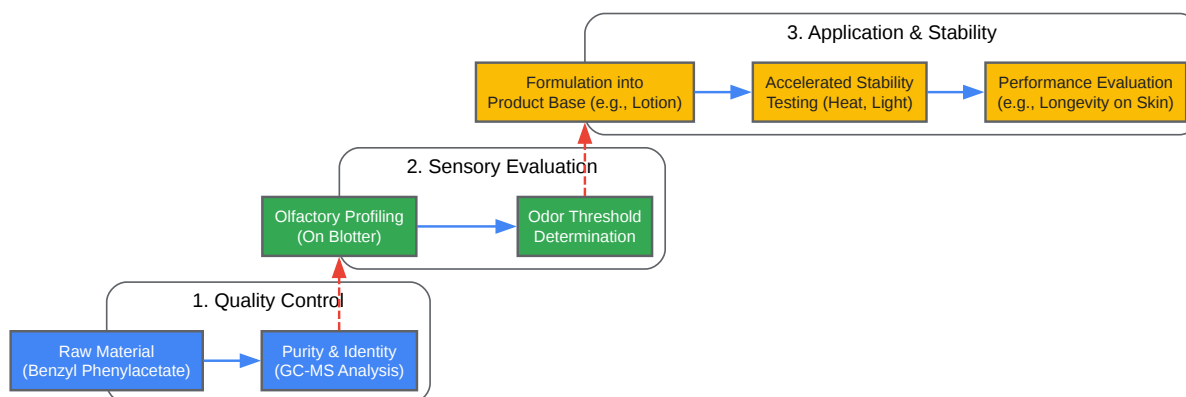 3. Application & Stability
Formulation into
Product Base (e.g., Lotion)
Accelerated Stability
Testing (Heat, Light)
Performance Evaluation
(e.g., Longevity on Skin)
2. Sensory Evaluation
Olfactory Profiling
(On Blotter)
Odor Threshold
Determination
1. Quality Control
Raw Material
(Benzyl Phenylacetate)
Purity & Identity
(GC-MS Analysis)